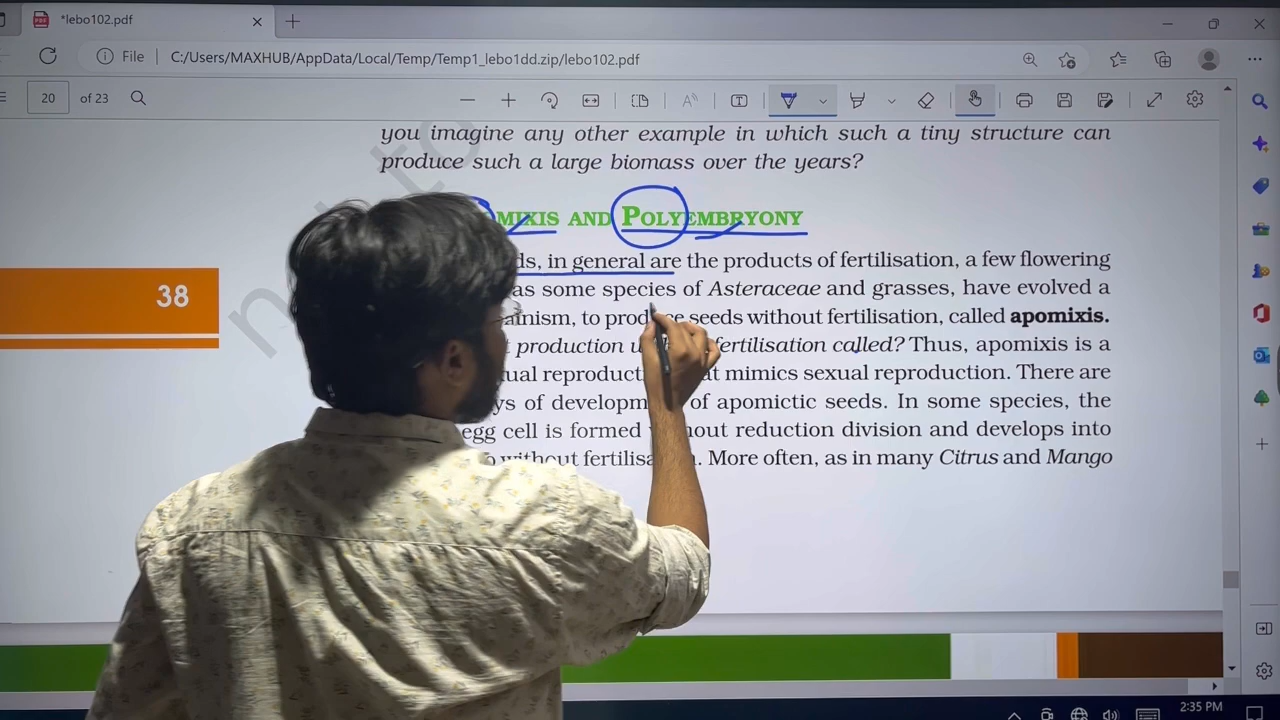 *lebo102.pdf
File C:/Users/MAXHUB/AppData/Local/Temp/Temp1_lebo1dd.zip/lebo102.pdf
20 of 23
you imagine any other example in which such a tiny structure can
produce such a large biomass over the years?
MIXIS AND POLYEMBRYONY
38
ds, in general are the products of fertilisation, a few flowering
as some species of Asteraceae and grasses, have evolved a
anism, to produce seeds without fertilisation, called apomixis.
production fertilisation called? Thus, apomixis is a
ual reproduct mimics sexual reproduction. There are
ys of developm of apomictic seeds. In some species, the
egg cell is formed out reduction division and develops into
without fertilisa . More often, as in many Citrus and Mango
2:35 PM